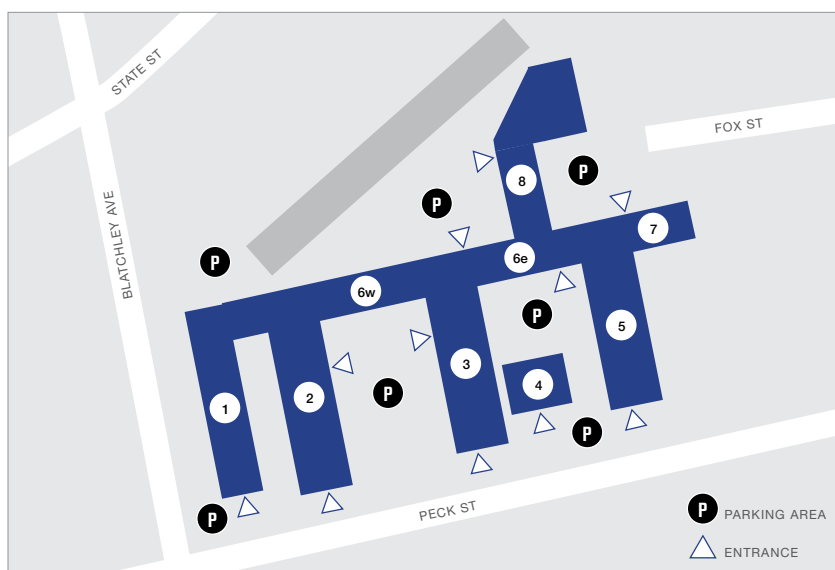 STATE ST
FOX ST
BLATCHLEY AVE
P
8
P
7
6e
P
6w
P
5
3
4
P
1
2
P
P
PECK ST
P PARKING AREA
ENTRANCE